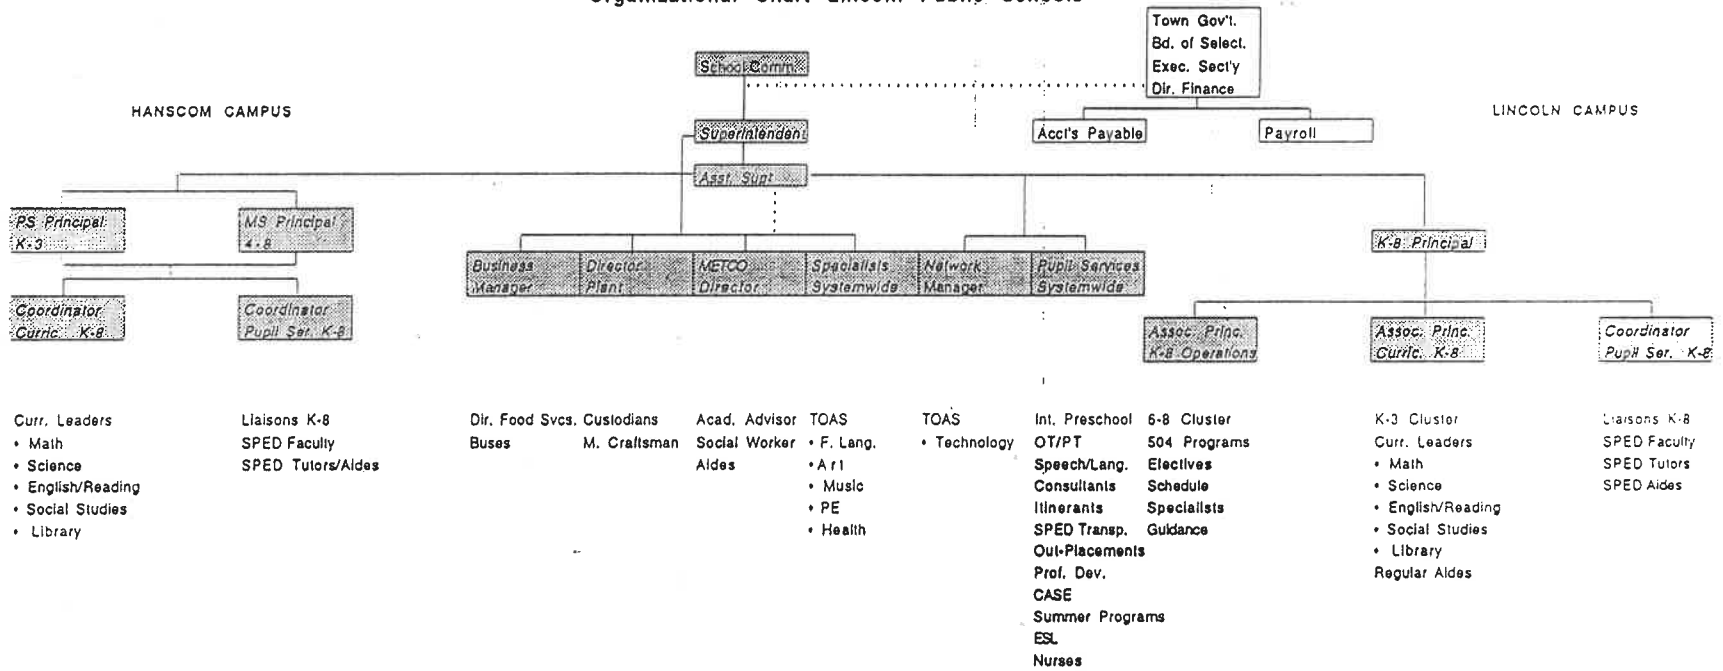 Organizational Chart Lincoln Public Schools
Town Gov't.
Bd. of Select.
Exec. Sect'y
Dir. Finance
School Comm.
HANSCOM CAMPUS
LINCOLN CAMPUS
Superintendent
Acct's Payable
Payroll
Asst. Supt
PS Principal
K-3
MS Principal
4-8
K-8 Principal
Business
Manager
Director
Plant
METCO
Director
Specialists
Systemwide
Network
Manager
Pupil Services
Systemwide
Coordinator
Curric. K-8
Coordinator
Pupil Ser. K-8
Assoc. Princ.
K-8 Operations
Assoc. Princ.
Curric. K-8
Coordinator
Pupil Ser. K-8
Curr. Leaders
• Math
• Science
• English/Reading
• Social Studies
• Library
Liaisons K-8
SPED Faculty
SPED Tutors/Aides
Dir. Food Svcs.
Buses
Custodians
M. Craftsman
Acad. Advisor
Social Worker
Aides
TOAS
• F. Lang.
• Art
• Music
• PE
• Health
TOAS
• Technology
Int. Preschool
OT/PT
Speech/Lang.
Consultants
Itinerants
SPED Transp.
Out-Placements
Prof. Dev.
CASE
Summer Programs
ESL
Nurses
6-8 Cluster
504 Programs
Electives
Schedule
Specialists
Guidance
K-3 Cluster
Curr. Leaders
• Math
• Science
• English/Reading
• Social Studies
• Library
Regular Aides
Liaisons K-8
SPED Faculty
SPED Tutors
SPED Aides